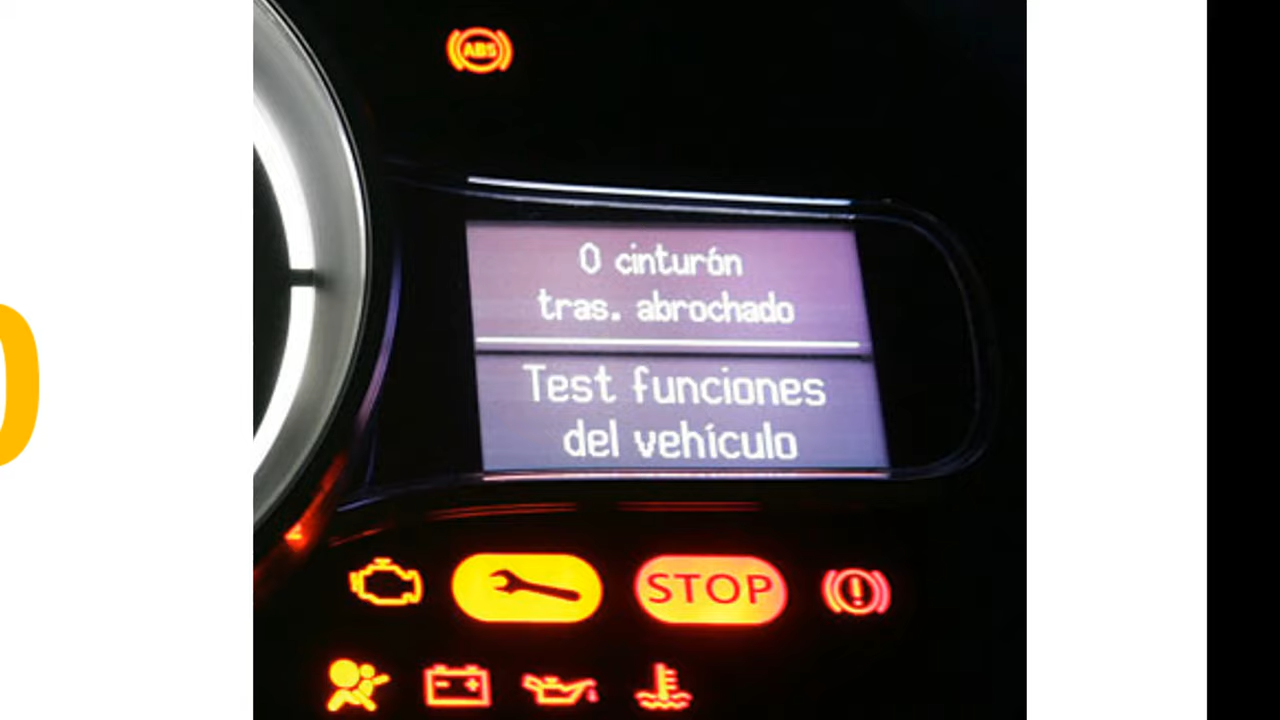 ABS
0 cinturón
tras. abrochado
Test funciones
del vehículo
STOP